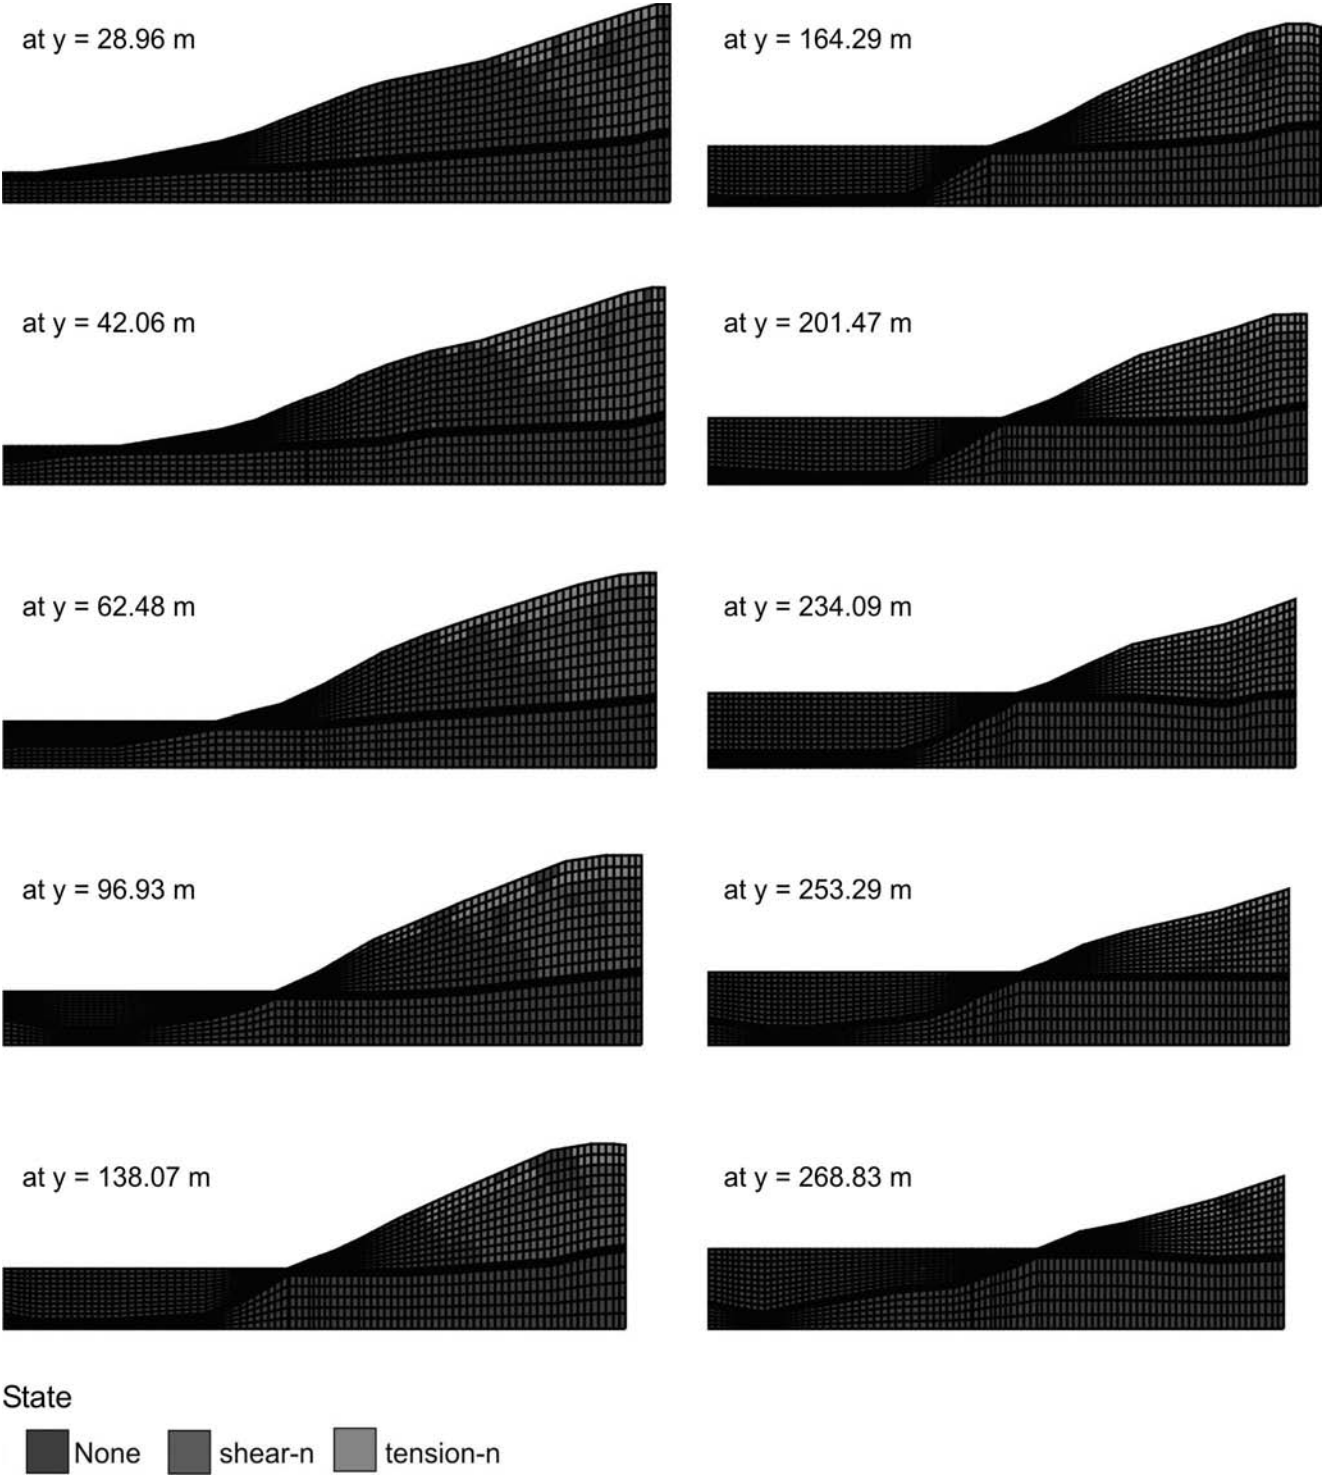 at y = 28.96 m
at y = 164.29 m
at y = 42.06 m
at y = 201.47 m
at y = 62.48 m
at y = 234.09 m
at y = 96.93 m
at y = 253.29 m
at y = 138.07 m
at y = 268.83 m
State
None shear-n tension-n